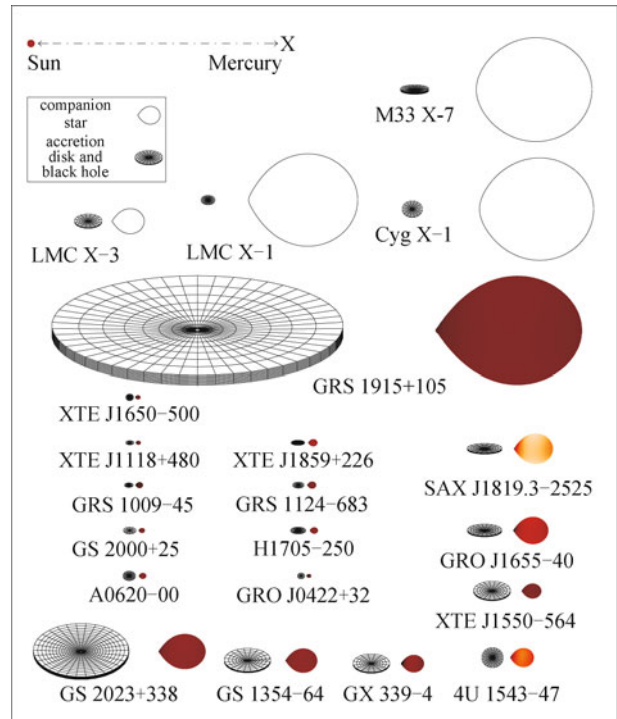 X
Sun Mercury
companion
star
accretion
disk and
black hole
M33 X-7
LMC X−3
LMC X−1
Cyg X−1
GRS 1915+105
XTE J1650−500
XTE J1118+480
XTE J1859+226
GRS 1009−45
GRS 1124−683
SAX J1819.3−2525
GS 2000+25
H1705−250
GRO J1655−40
A0620−00
GRO J0422+32
XTE J1550−564
GS 2023+338
GS 1354−64
GX 339−4
4U 1543−47